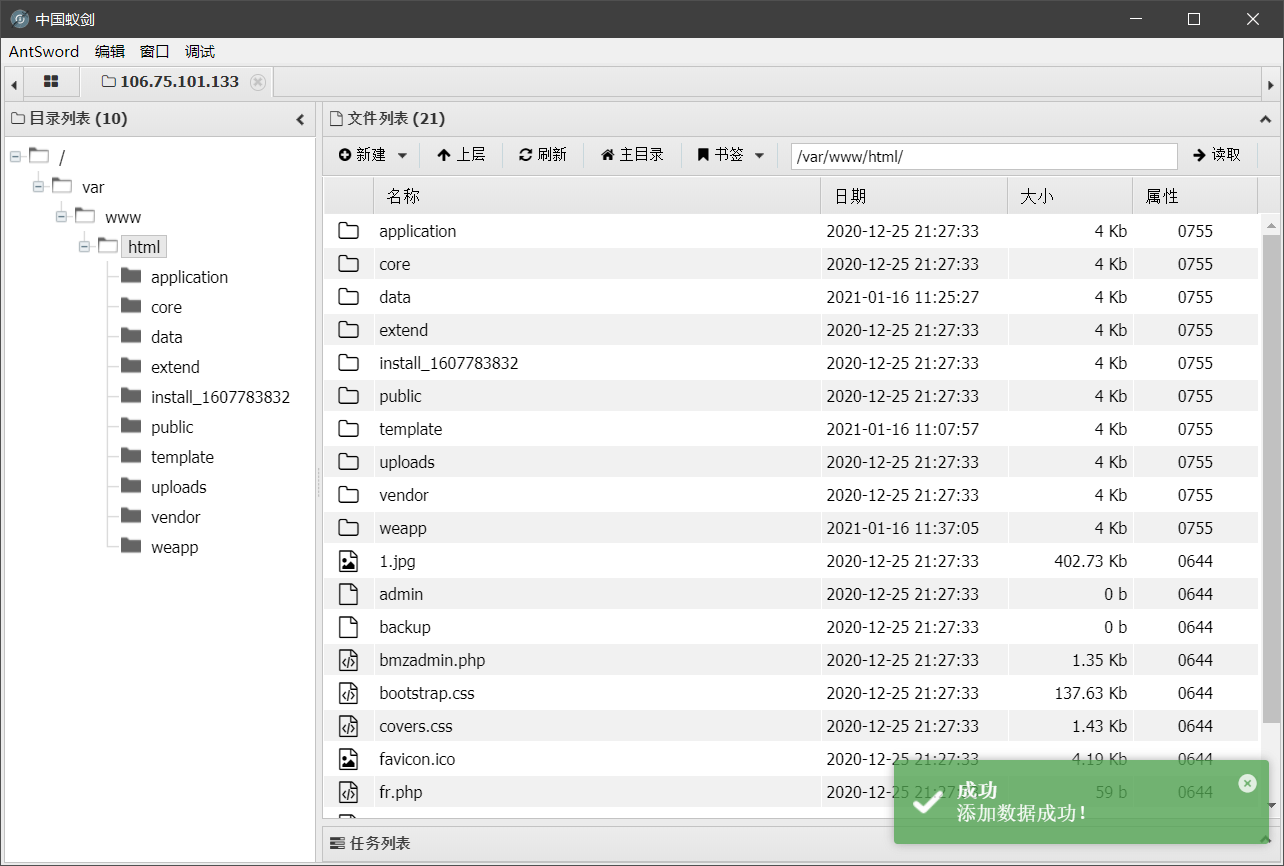 中国蚁剑
AntSword 编辑 窗口 调试
106.75.101.133
目录列表 (10)
/
var
www
html
application
core
data
extend
install_1607783832
public
template
uploads
vendor
weapp
文件列表 (21)
新建 上层 刷新 主目录 书签 /var/www/html/ 读取
名称 日期 大小 属性
application 2020-12-25 21:27:33 4 Kb 0755
core 2020-12-25 21:27:33 4 Kb 0755
data 2021-01-16 11:25:27 4 Kb 0755
extend 2020-12-25 21:27:33 4 Kb 0755
install_1607783832 2020-12-25 21:27:33 4 Kb 0755
public 2020-12-25 21:27:33 4 Kb 0755
template 2021-01-16 11:07:57 4 Kb 0755
uploads 2020-12-25 21:27:33 4 Kb 0755
vendor 2020-12-25 21:27:33 4 Kb 0755
weapp 2021-01-16 11:37:05 4 Kb 0755
1.jpg 2020-12-25 21:27:33 402.73 Kb 0644
admin 2020-12-25 21:27:33 0 b 0644
backup 2020-12-25 21:27:33 0 b 0644
bmzadmin.php 2020-12-25 21:27:33 1.35 Kb 0644
bootstrap.css 2020-12-25 21:27:33 137.63 Kb 0644
covers.css 2020-12-25 21:27:33 1.43 Kb 0644
favicon.ico 2020-12-25 21:27:33 4.19 Kb 0644
fr.php 2020-12-25 21:27:33 59 b 0644
成功
添加数据成功！
任务列表